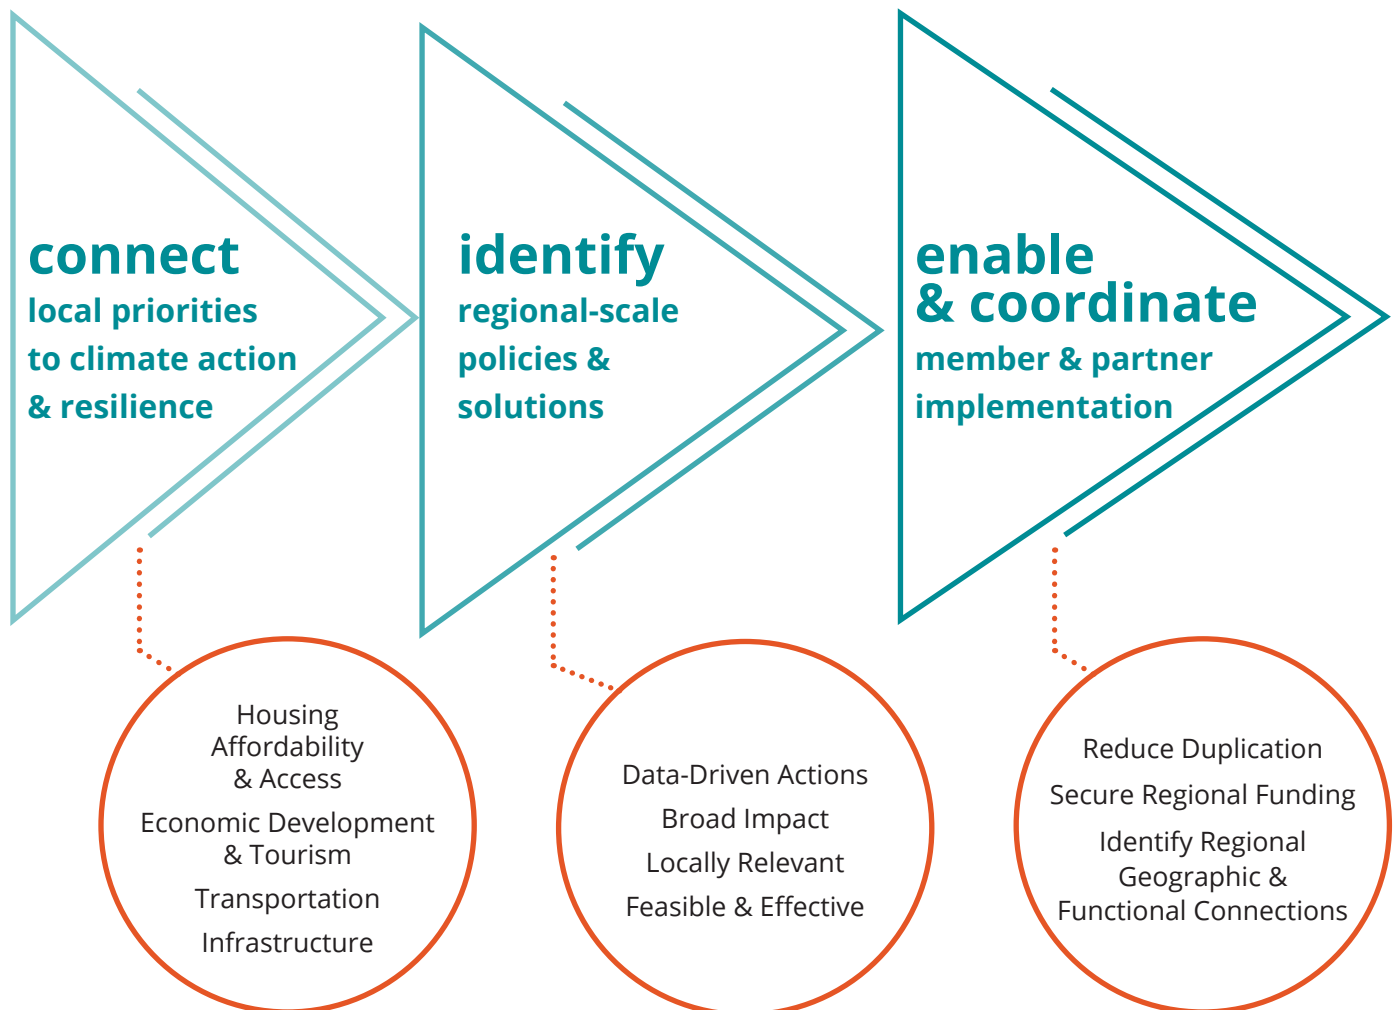 connect
local priorities
to climate action
& resilience
identify
regional-scale
policies &
solutions
enable
& coordinate
member & partner
implementation
Housing
Affordability
& Access
Economic Development
& Tourism
Transportation
Infrastructure
Data-Driven Actions
Broad Impact
Locally Relevant
Feasible & Effective
Reduce Duplication
Secure Regional Funding
Identify Regional
Geographic &
Functional Connections